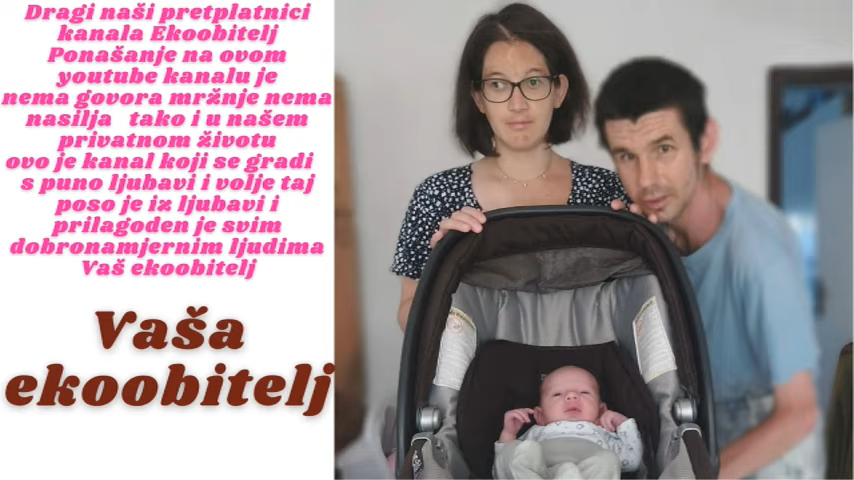 Dragi naši pretplatnici
kanala Ekoobitelj
Ponašanje na ovom
youtube kanalu je
nema govora mržnje nema
nasilja tako i u našem
privatnom životu
ovo je kanal koji se gradi
s puno ljubavi i volje taj
poso je iz ljubavi i
prilagođen je svim
dobronamjernim ljudima
Vaš ekoobitelj
Vaša
ekoobitelj